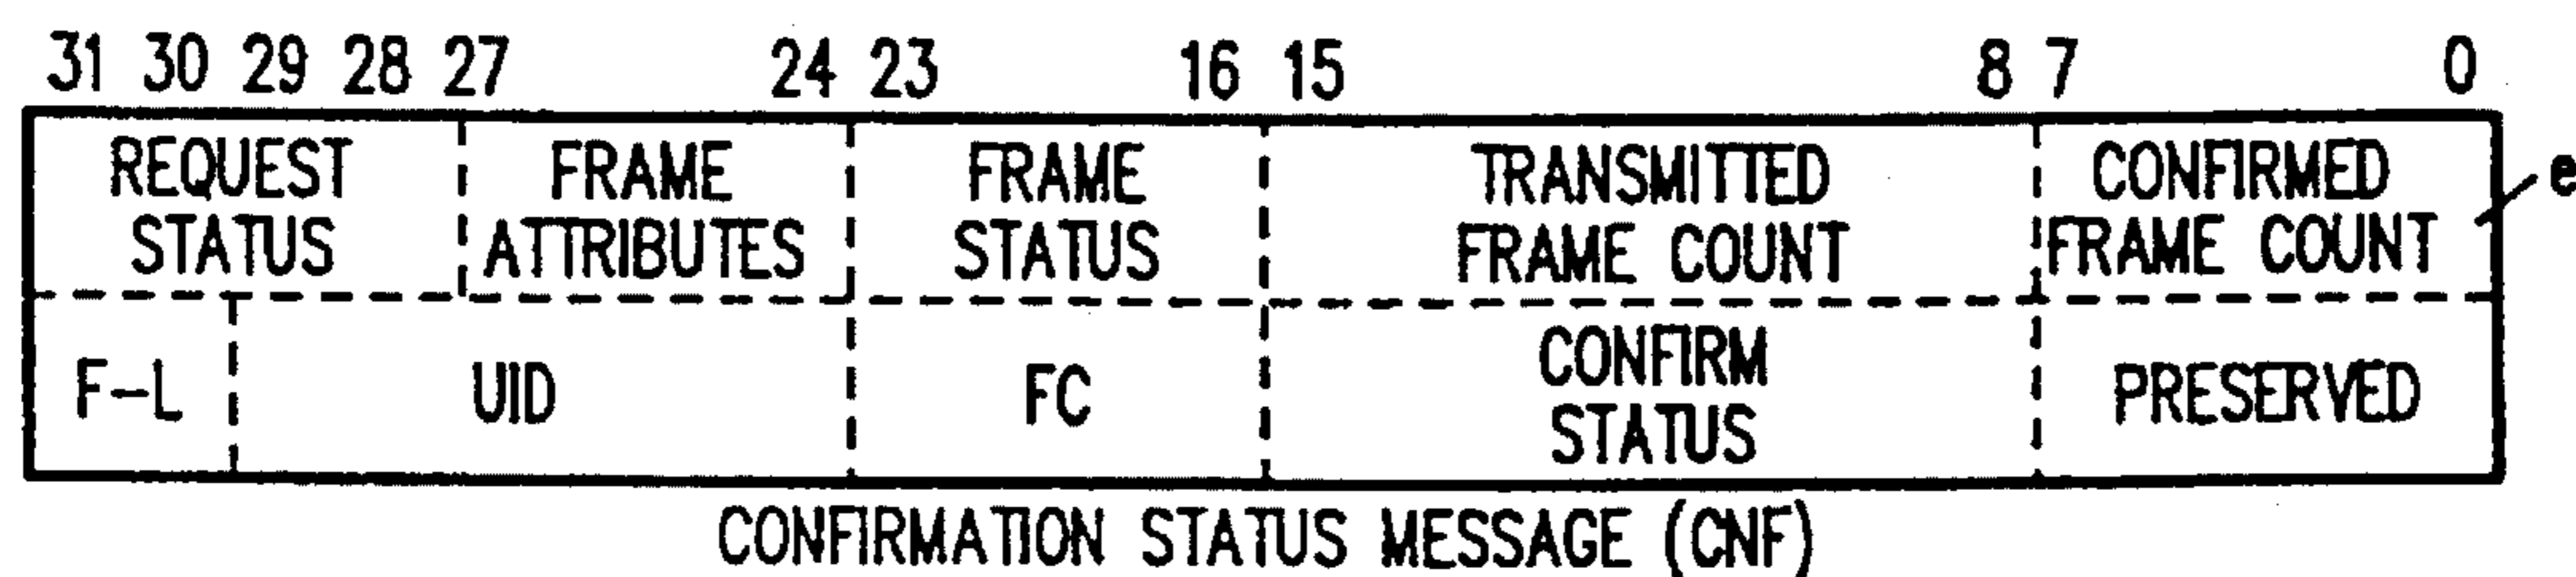 31 30 29 28 27 24 23 16 15 8 7 0
REQUEST STATUS FRAME ATTRIBUTES FRAME STATUS TRANSMITTED FRAME COUNT CONFIRMED FRAME COUNT e
F-L UID FC CONFIRM STATUS PRESERVED
CONFIRMATION STATUS MESSAGE (CNF)